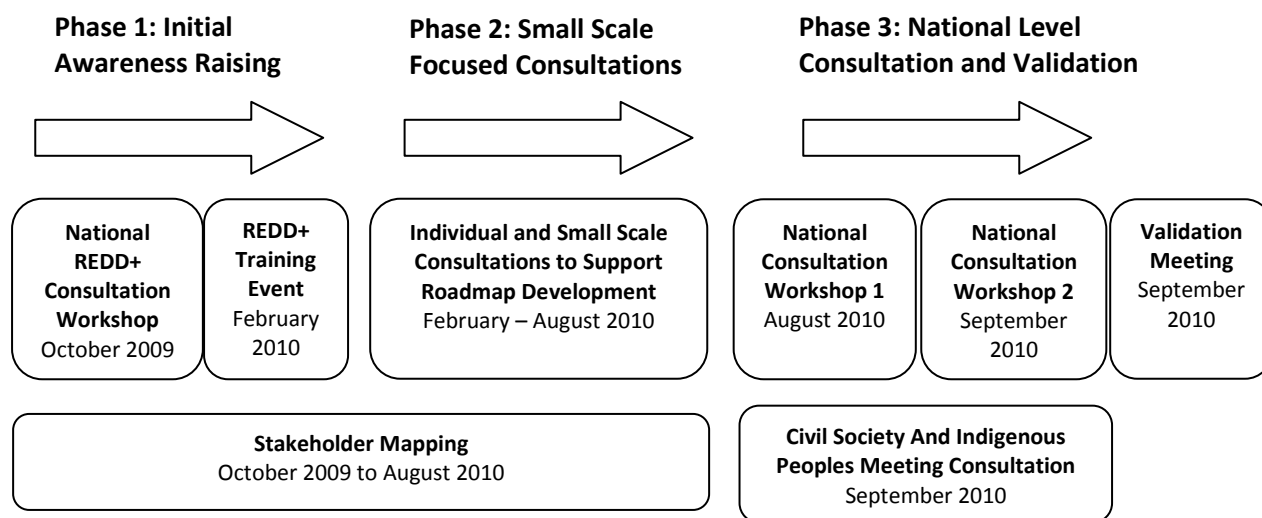 Phase 1: Initial
Awareness Raising
Phase 2: Small Scale
Focused Consultations
Phase 3: National Level
Consultation and Validation
National
REDD+
Consultation
Workshop
October 2009
REDD+
Training
Event
February
2010
Individual and Small Scale
Consultations to Support
Roadmap Development
February – August 2010
National
Consultation
Workshop 1
August 2010
National
Consultation
Workshop 2
September
2010
Validation
Meeting
September
2010
Stakeholder Mapping
October 2009 to August 2010
Civil Society And Indigenous
Peoples Meeting Consultation
September 2010